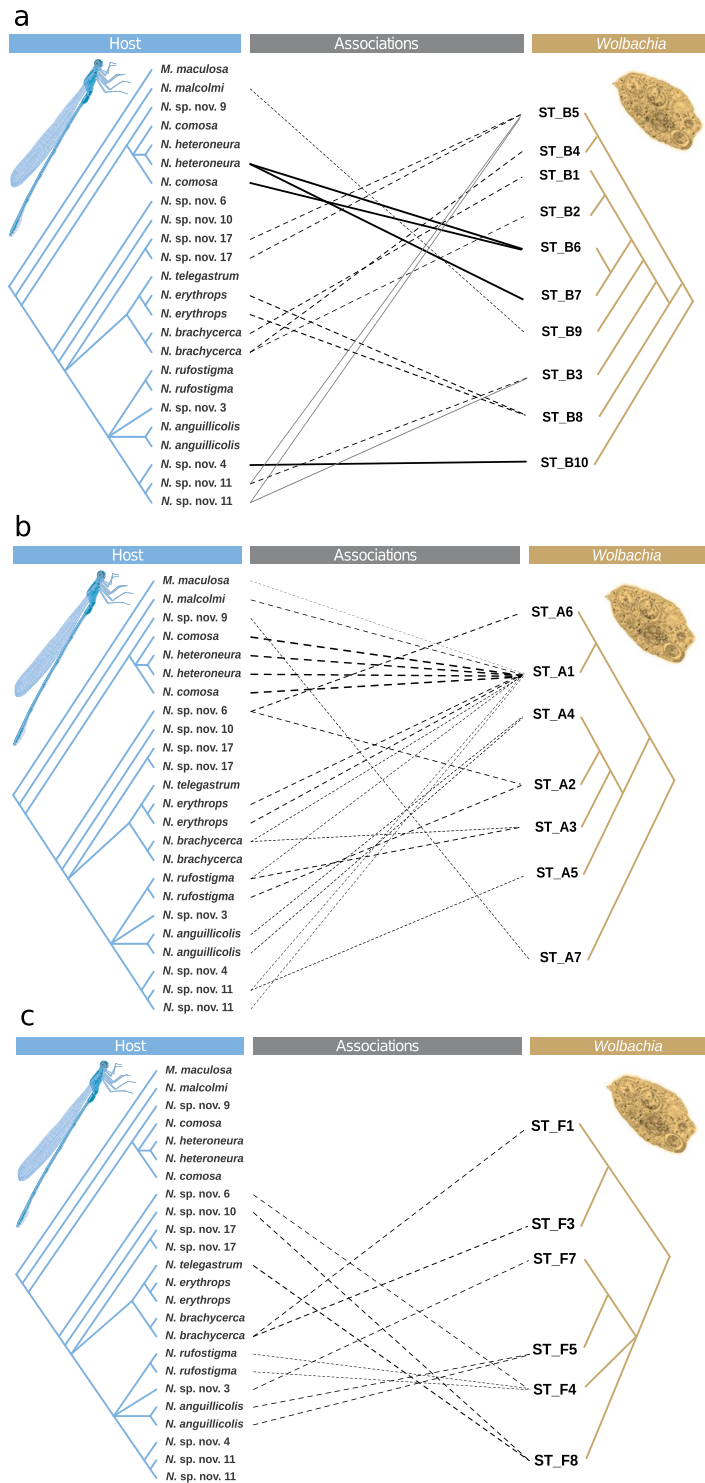 a
Host Associations Wolbachia
M. maculosa
N. malcolmi
N. sp. nov. 9
N. comosa
N. heteroneura
N. heteroneura
N. comosa
N. sp. nov. 6
N. sp. nov. 10
N. sp. nov. 17
N. sp. nov. 17
N. telegastrum
N. erythrops
N. erythrops
N. brachycerca
N. brachycerca
N. rufostigma
N. rufostigma
N. sp. nov. 3
N. anguillicolis
N. anguillicolis
N. sp. nov. 4
N. sp. nov. 11
N. sp. nov. 11
ST_B5
ST_B4
ST_B1
ST_B2
ST_B6
ST_B7
ST_B9
ST_B3
ST_B8
ST_B10
b
Host Associations Wolbachia
M. maculosa
N. malcolmi
N. sp. nov. 9
N. comosa
N. heteroneura
N. heteroneura
N. comosa
N. sp. nov. 6
N. sp. nov. 10
N. sp. nov. 17
N. sp. nov. 17
N. telegastrum
N. erythrops
N. erythrops
N. brachycerca
N. brachycerca
N. rufostigma
N. rufostigma
N. sp. nov. 3
N. anguillicolis
N. anguillicolis
N. sp. nov. 4
N. sp. nov. 11
N. sp. nov. 11
ST_A6
ST_A1
ST_A4
ST_A2
ST_A3
ST_A5
ST_A7
c
Host Associations Wolbachia
M. maculosa
N. malcolmi
N. sp. nov. 9
N. comosa
N. heteroneura
N. heteroneura
N. comosa
N. sp. nov. 6
N. sp. nov. 10
N. sp. nov. 17
N. sp. nov. 17
N. telegastrum
N. erythrops
N. erythrops
N. brachycerca
N. brachycerca
N. rufostigma
N. rufostigma
N. sp. nov. 3
N. anguillicolis
N. anguillicolis
N. sp. nov. 4
N. sp. nov. 11
N. sp. nov. 11
ST_F1
ST_F3
ST_F7
ST_F5
ST_F4
ST_F8